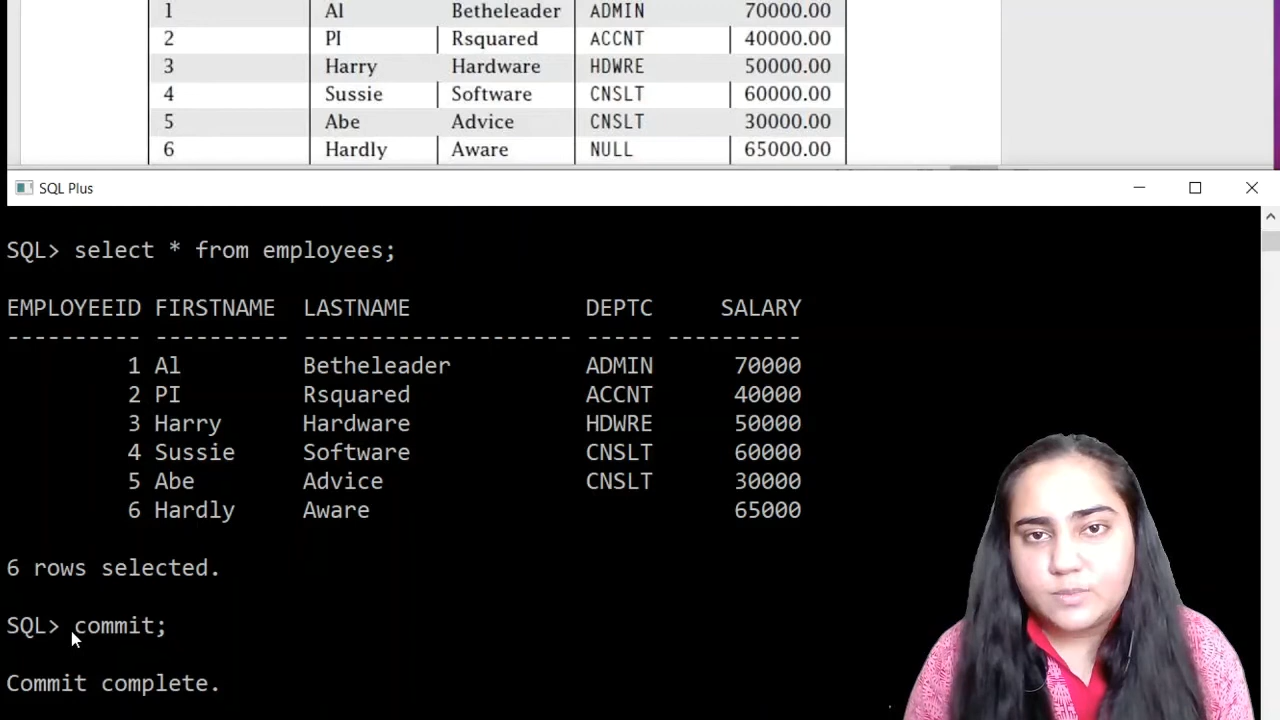 1 Al Betheleader ADMIN 70000.00
2 PI Rsquared ACCNT 40000.00
3 Harry Hardware HDWRE 50000.00
4 Sussie Software CNSLT 60000.00
5 Abe Advice CNSLT 30000.00
6 Hardly Aware NULL 65000.00
SQL Plus
SQL> select * from employees;
EMPLOYEEID FIRSTNAME LASTNAME DEPTC SALARY
---------- ---------- -------------------- ----- ----------
1 Al Betheleader ADMIN 70000
2 PI Rsquared ACCNT 40000
3 Harry Hardware HDWRE 50000
4 Sussie Software CNSLT 60000
5 Abe Advice CNSLT 30000
6 Hardly Aware 65000
6 rows selected.
SQL> commit;
Commit complete.